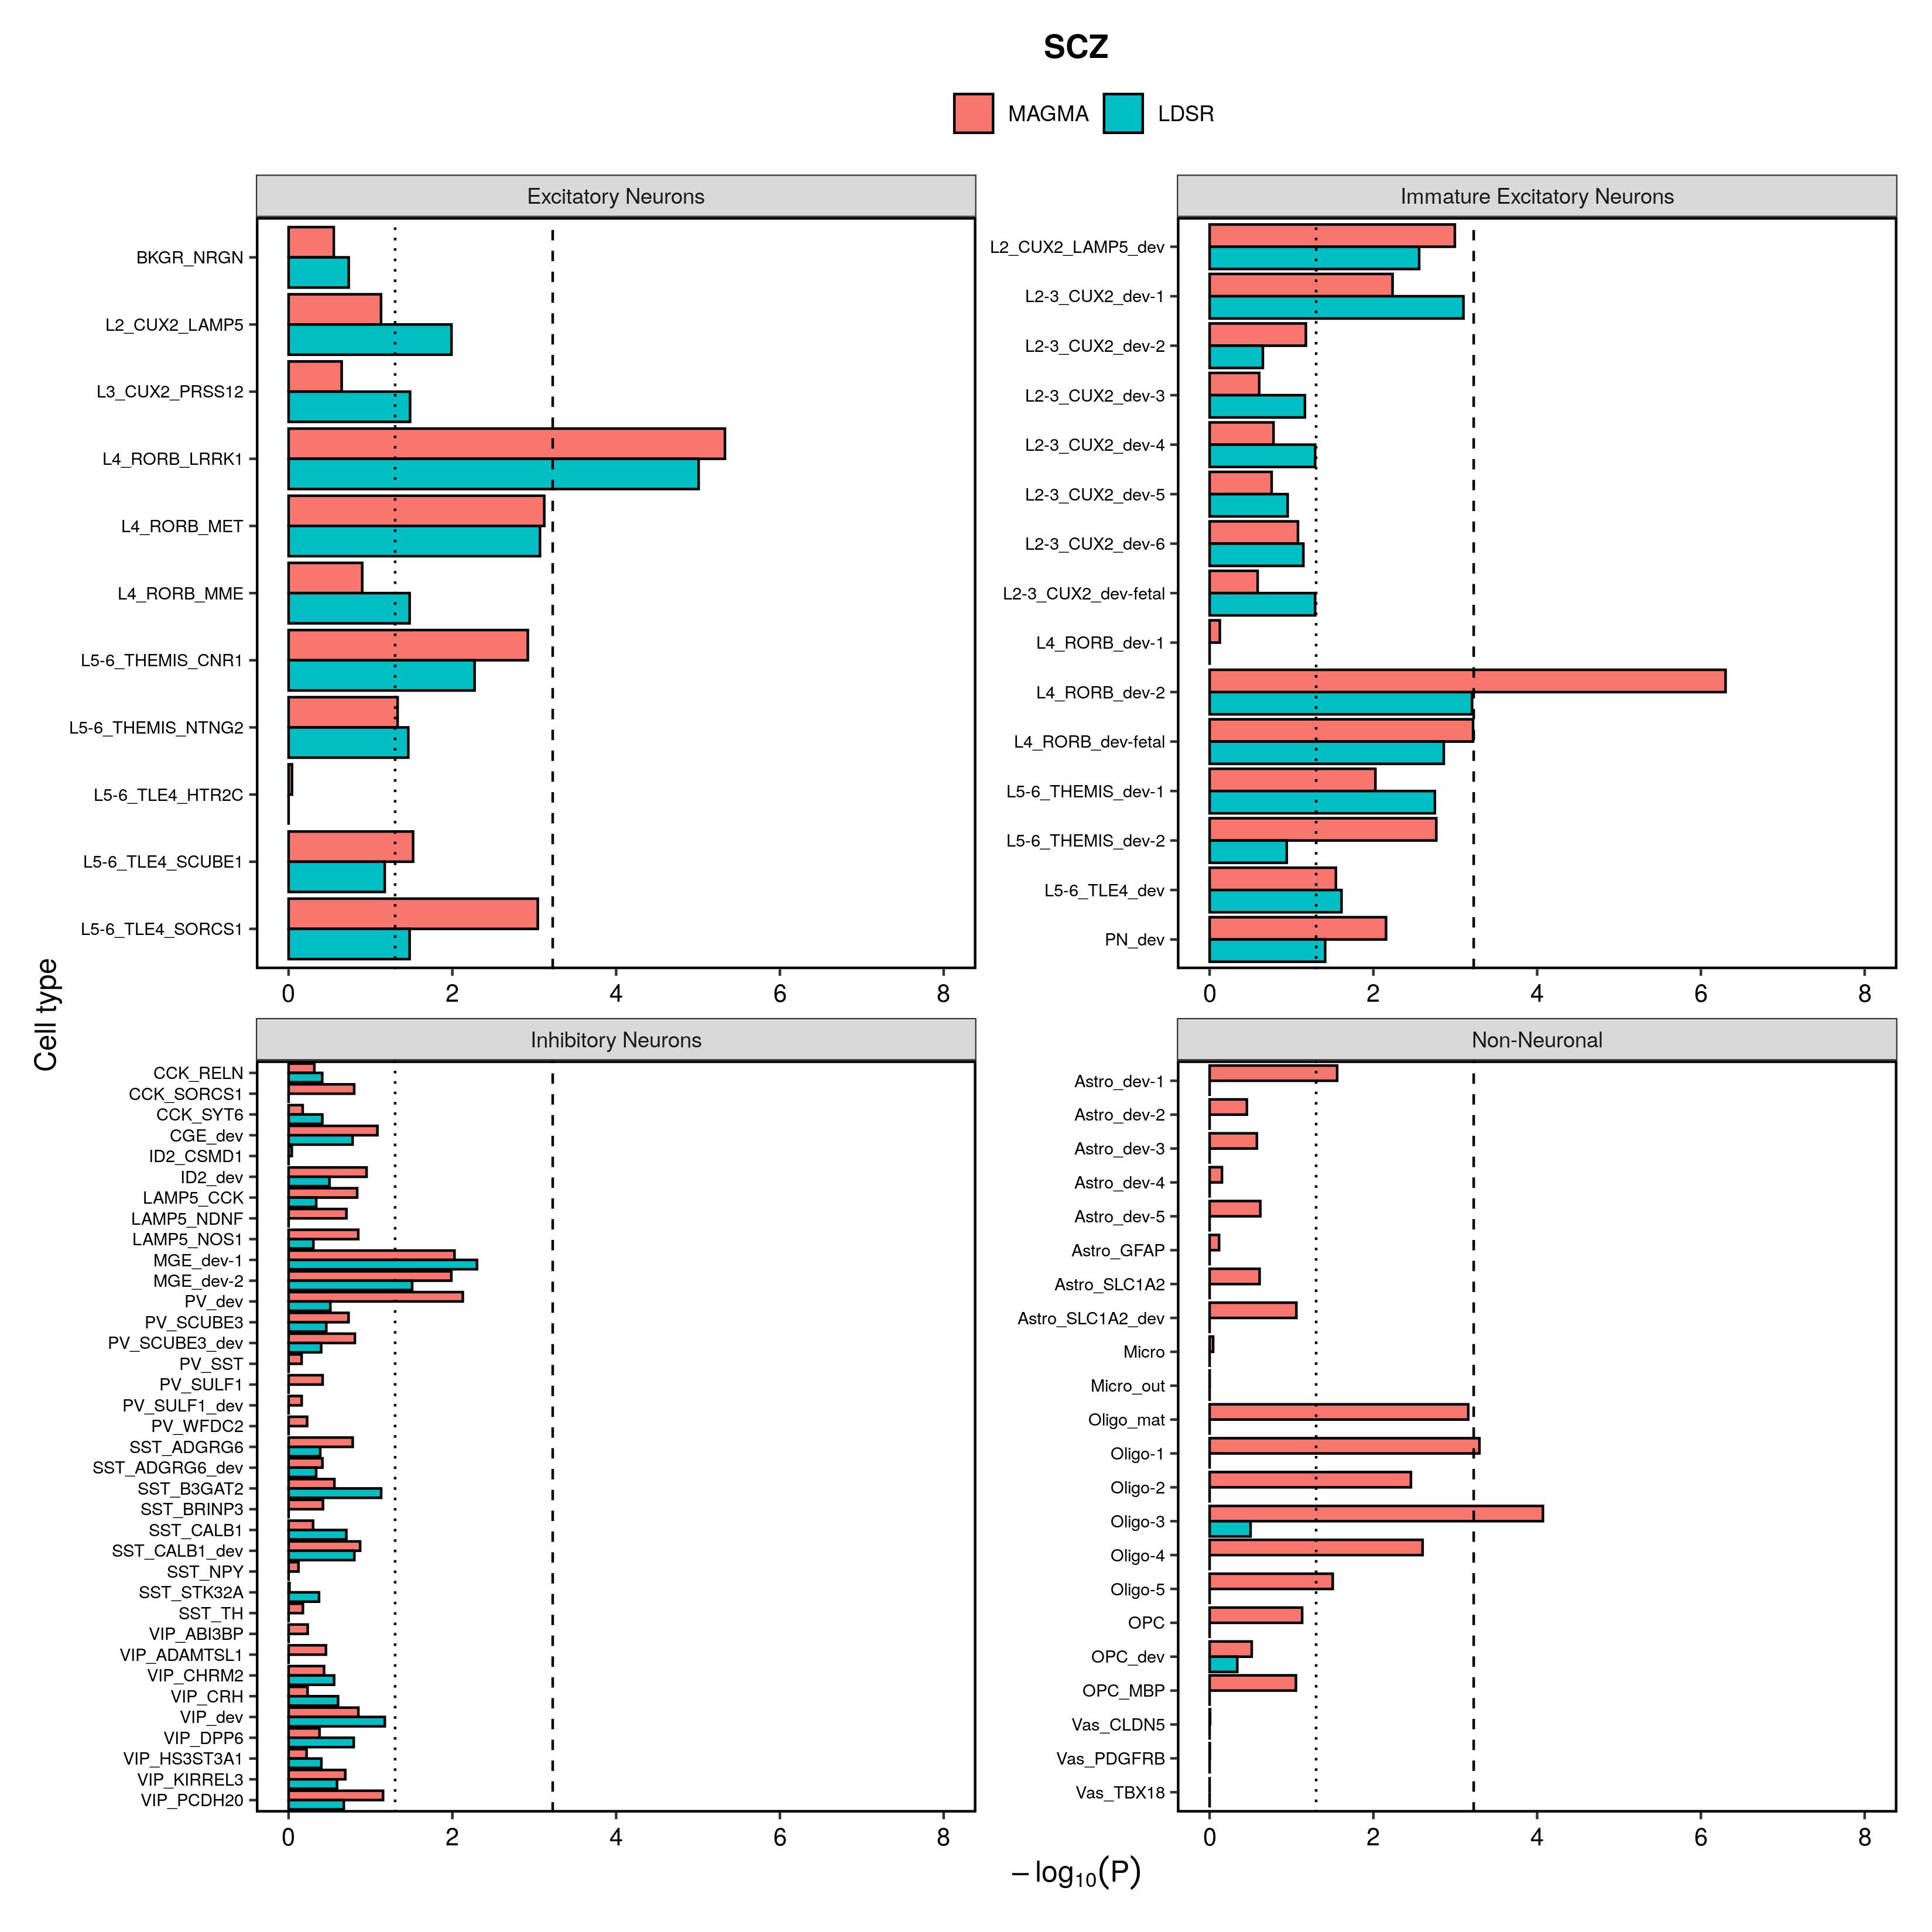 SCZ
MAGMA LDSR
Excitatory Neurons
BKGR_NRGN
L2_CUX2_LAMP5
L3_CUX2_PRSS12
L4_RORB_LRRK1
L4_RORB_MET
L4_RORB_MME
L5-6_THEMIS_CNR1
L5-6_THEMIS_NTNG2
L5-6_TLE4_HTR2C
L5-6_TLE4_SCUBE1
L5-6_TLE4_SORCS1
0 2 4 6 8
Immature Excitatory Neurons
L2_CUX2_LAMP5_dev
L2-3_CUX2_dev-1
L2-3_CUX2_dev-2
L2-3_CUX2_dev-3
L2-3_CUX2_dev-4
L2-3_CUX2_dev-5
L2-3_CUX2_dev-6
L2-3_CUX2_dev-fetal
L4_RORB_dev-1
L4_RORB_dev-2
L4_RORB_dev-fetal
L5-6_THEMIS_dev-1
L5-6_THEMIS_dev-2
L5-6_TLE4_dev
PN_dev
0 2 4 6 8
Cell type
Inhibitory Neurons
CCK_RELN
CCK_SORCS1
CCK_SYT6
CGE_dev
ID2_CSMD1
ID2_dev
LAMP5_CCK
LAMP5_NDNF
LAMP5_NOS1
MGE_dev-1
MGE_dev-2
PV_dev
PV_SCUBE3
PV_SCUBE3_dev
PV_SST
PV_SULF1
PV_SULF1_dev
PV_WFDC2
SST_ADGRG6
SST_ADGRG6_dev
SST_B3GAT2
SST_BRINP3
SST_CALB1
SST_CALB1_dev
SST_NPY
SST_STK32A
SST_TH
VIP_ABI3BP
VIP_ADAMTSL1
VIP_CHRM2
VIP_CRH
VIP_dev
VIP_DPP6
VIP_HS3ST3A1
VIP_KIRREL3
VIP_PCDH20
0 2 4 6 8
Non-Neuronal
Astro_dev-1
Astro_dev-2
Astro_dev-3
Astro_dev-4
Astro_dev-5
Astro_GFAP
Astro_SLC1A2
Astro_SLC1A2_dev
Micro
Micro_out
Oligo_mat
Oligo-1
Oligo-2
Oligo-3
Oligo-4
Oligo-5
OPC
OPC_dev
OPC_MBP
Vas_CLDN5
Vas_PDGFRB
Vas_TBX18
0 2 4 6 8
−log10(P)